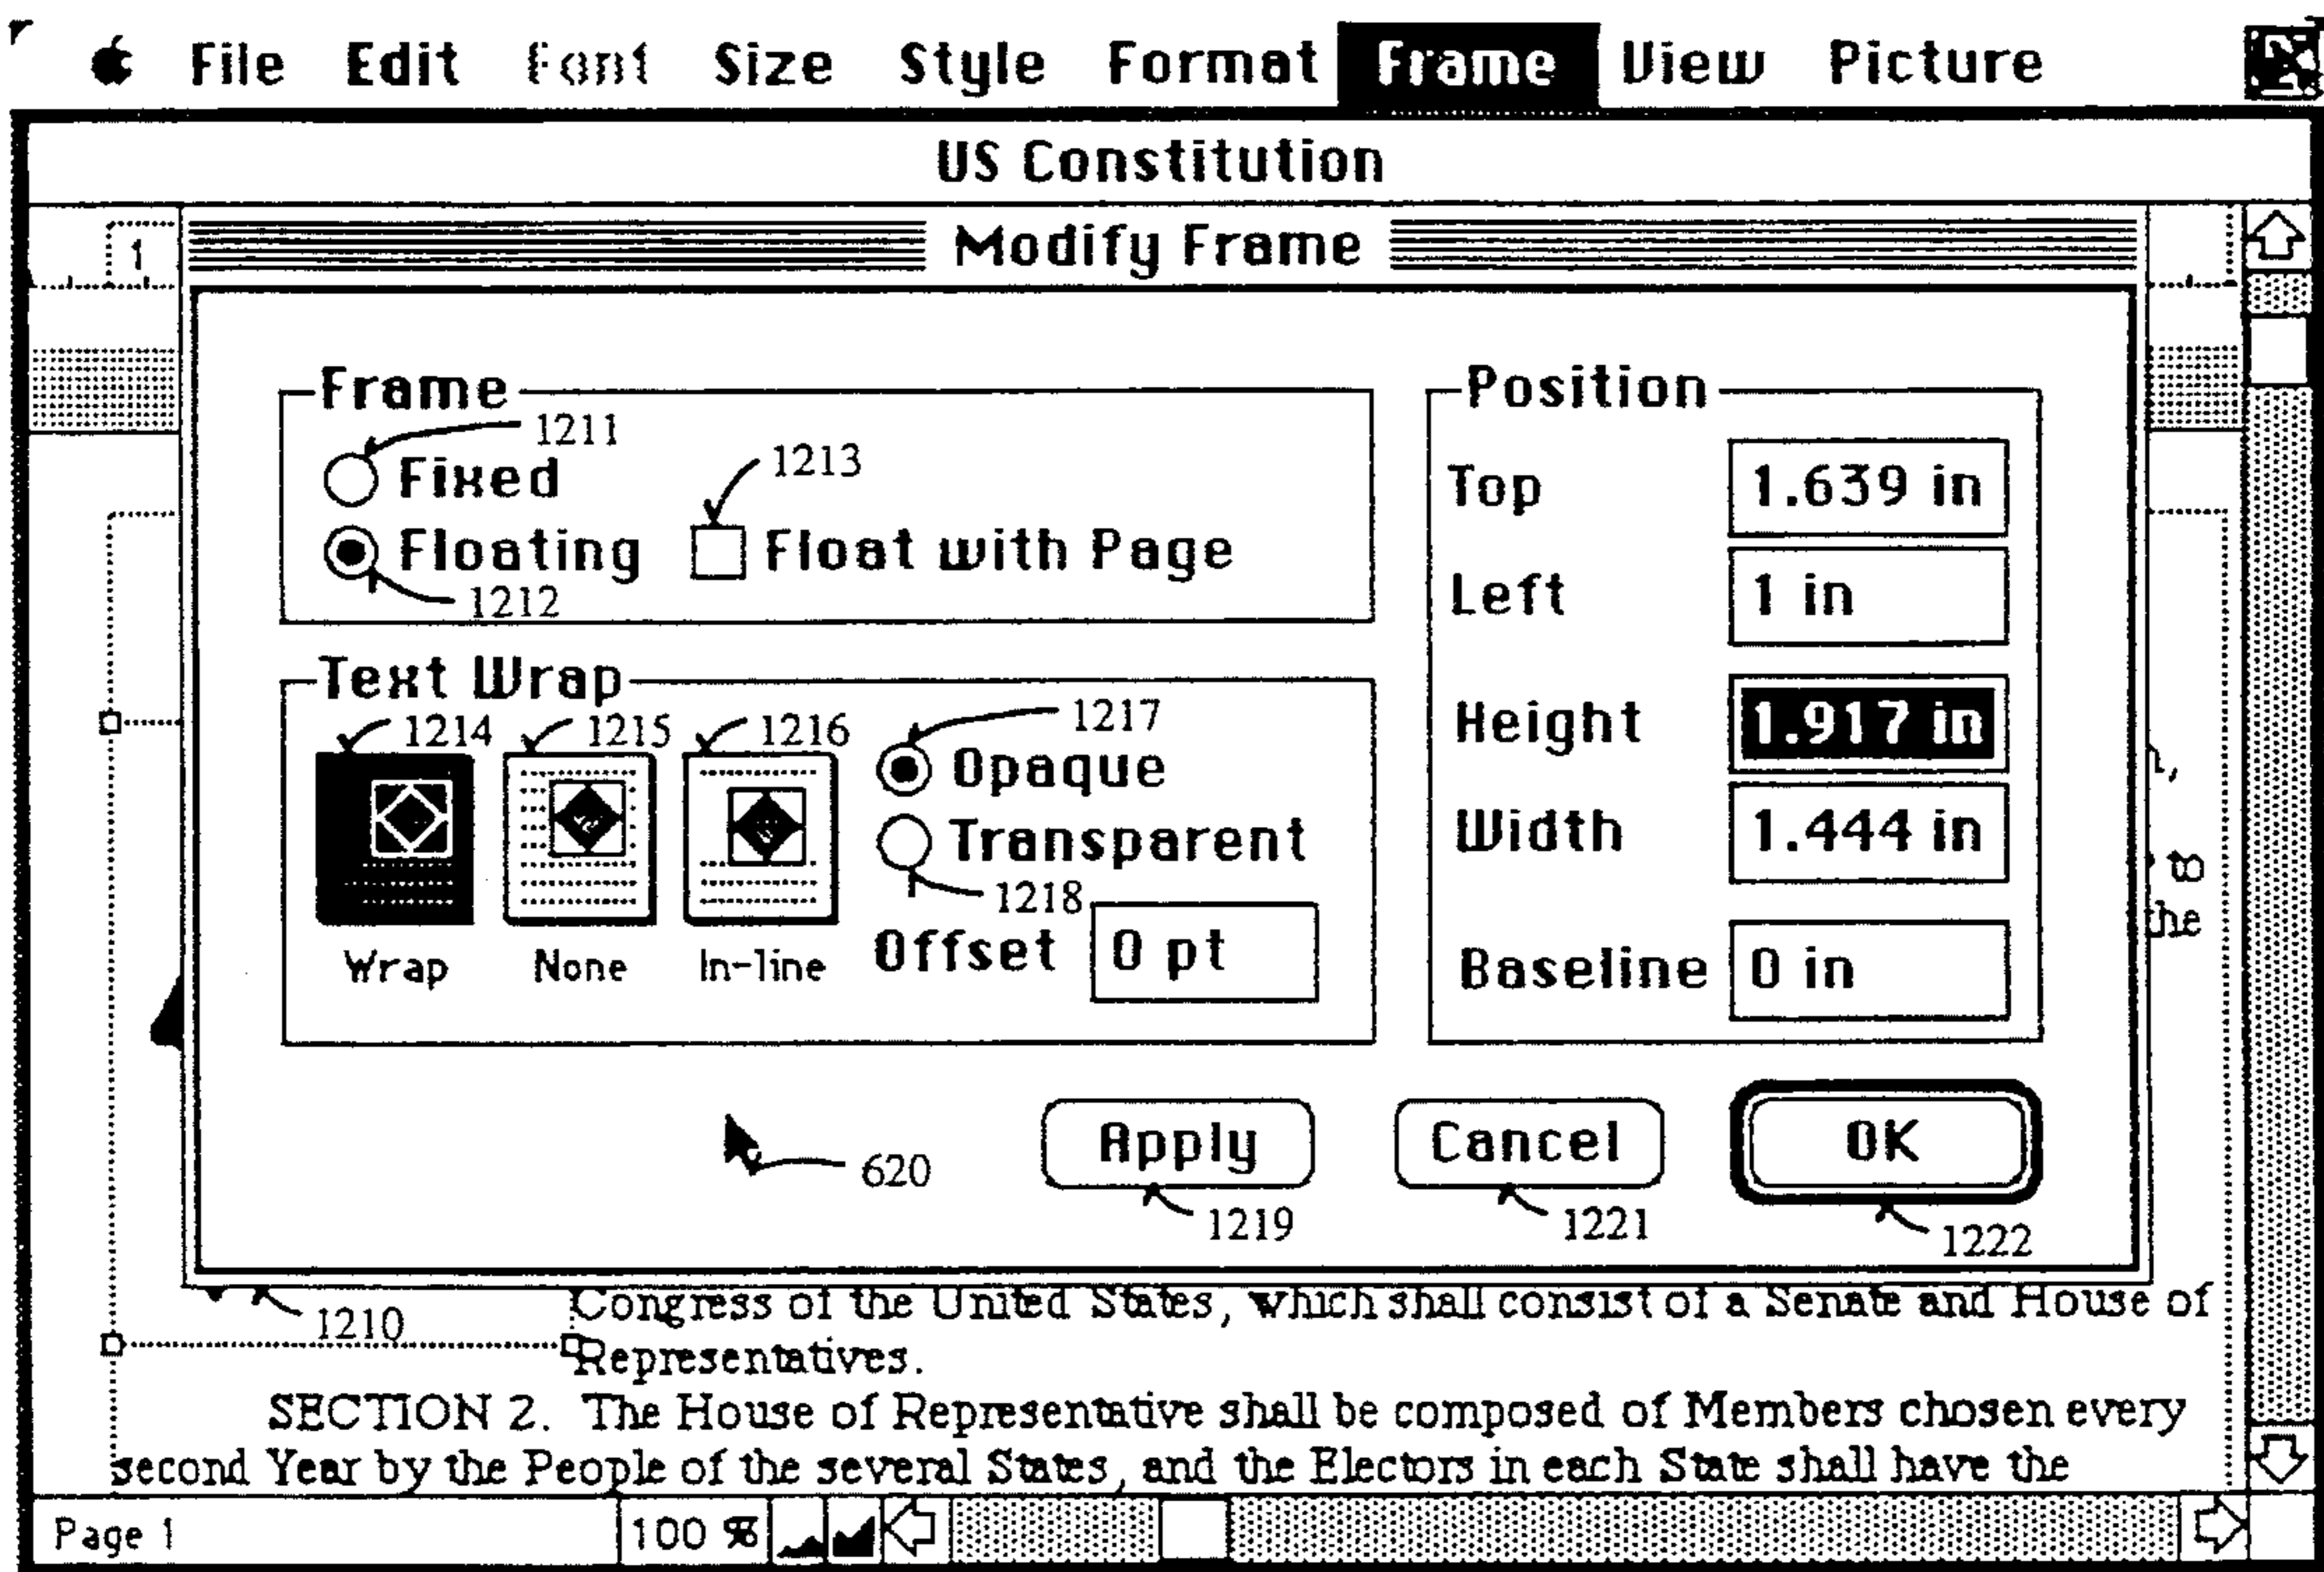 File Edit Font Size Style Format Frame View Picture
US Constitution
1
Modify Frame
Frame
1211
Fixed
1213
Floating
Float with Page
1212
Text Wrap
1214
1215
1216
1217
Opaque
Transparent
1218
Wrap
None
In-line
Offset
0 pt
Position
Top
1.639 in
Left
1 in
Height
1.917 in
Width
1.444 in
Baseline
0 in
to
the
620
Apply
Cancel
OK
1219
1221
1222
1210
Congress of the United States, which shall consist of a Senate and House of
Representatives.
SECTION 2. The House of Representative shall be composed of Members chosen every
second Year by the People of the several States, and the Electors in each State shall have the
Page 1
100 %